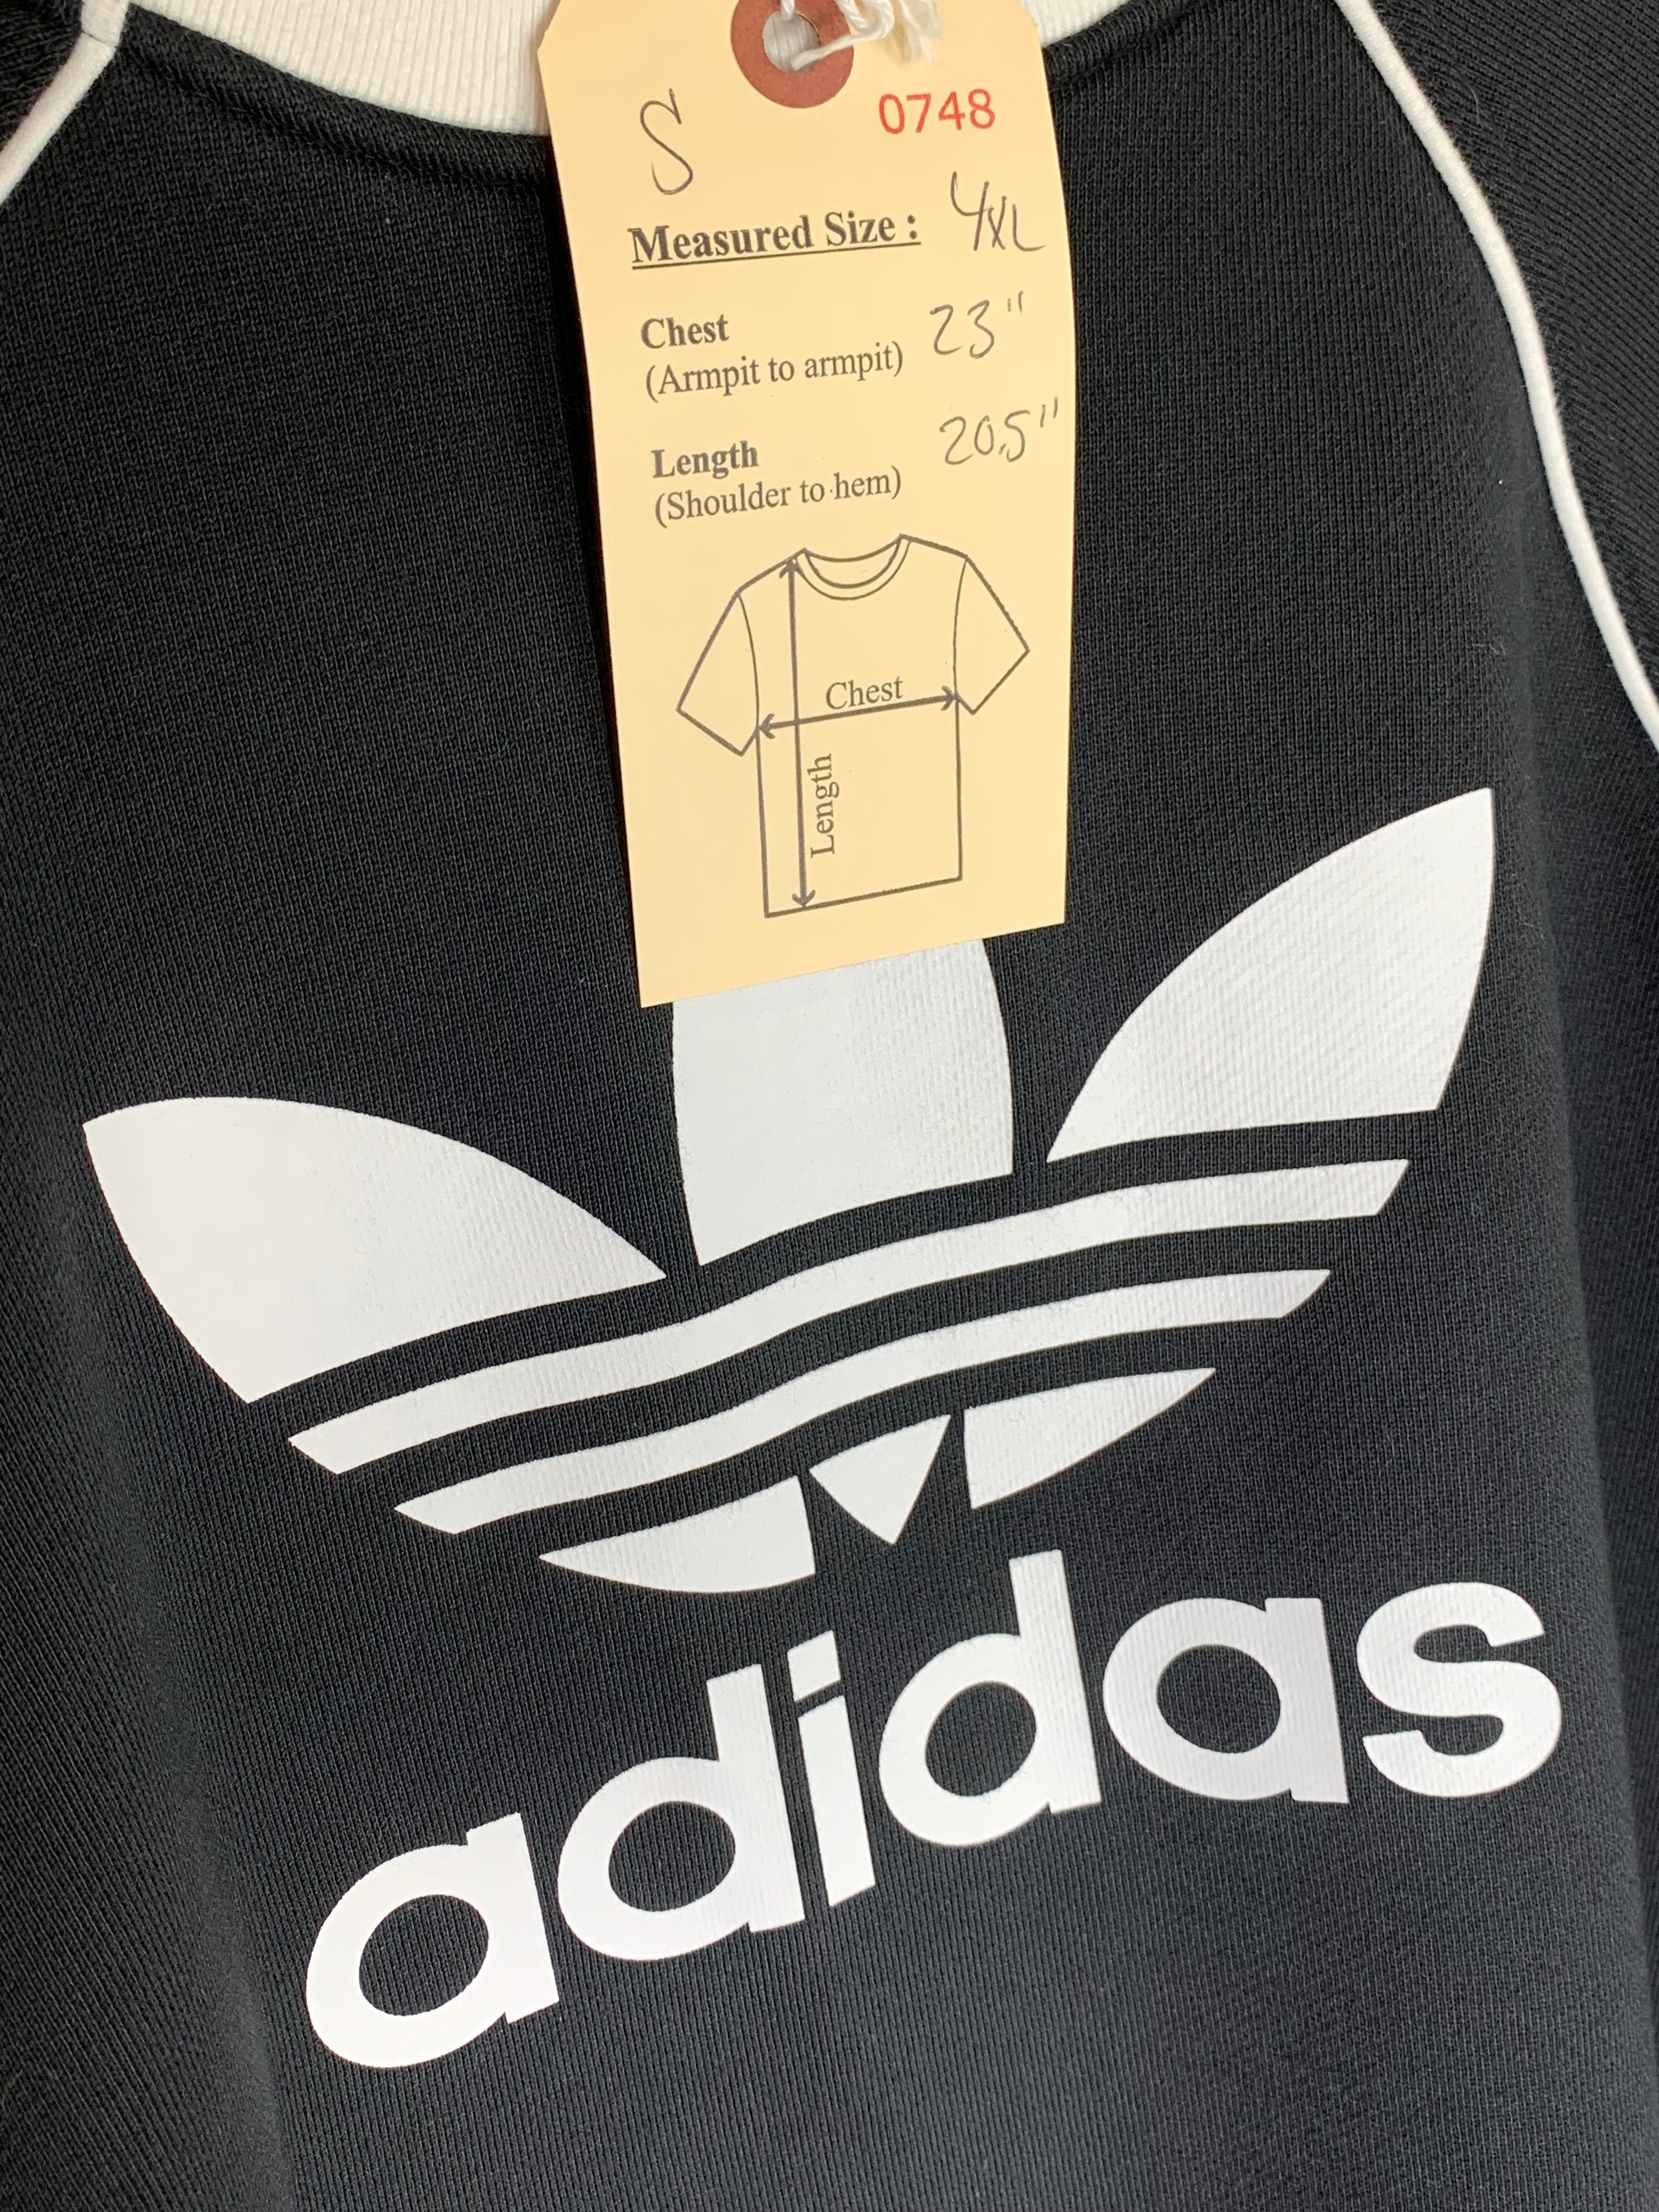 S 0748
Measured Size : 4XL
Chest 23"
(Armpit to armpit)
Length 20.5"
(Shoulder to hem)
Chest
Length
adidas